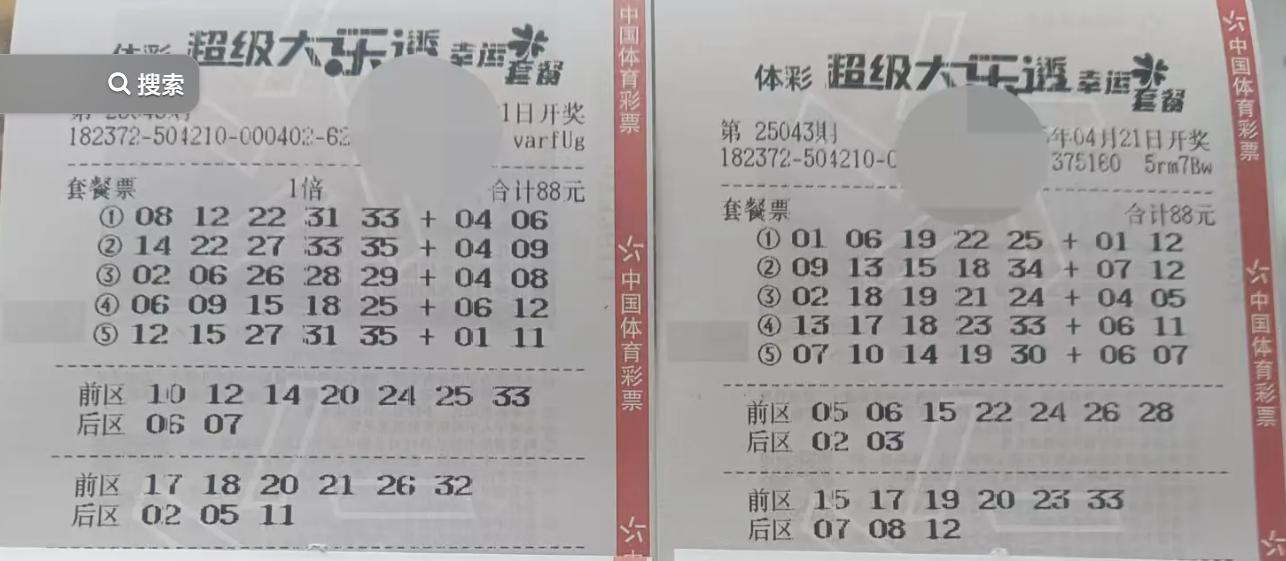 体彩 超级大乐透 幸运套餐
搜索
1日开奖
182372-504210-000402-62
varfUg
套餐票 1倍 合计88元
① 08 12 22 31 33 + 04 06
② 14 22 27 33 35 + 04 09
③ 02 06 26 28 29 + 04 08
④ 06 09 15 18 25 + 06 12
⑤ 12 15 27 31 35 + 01 11
前区 10 12 14 20 24 25 33
后区 06 07
前区 17 18 20 21 26 32
后区 02 05 11
中国体育彩票
中国体育彩票
中
体彩 超级大乐透 幸运套餐
第 25043期 年04月21日开奖
182372-504210-0 375160 5rm7Bw
套餐票 合计88元
① 01 06 19 22 25 + 01 12
② 09 13 15 18 34 + 07 12
③ 02 18 19 21 24 + 04 05
④ 13 17 18 23 33 + 06 11
⑤ 07 10 14 19 30 + 06 07
前区 05 06 15 22 24 26 28
后区 02 03
前区 15 17 19 20 23 33
后区 07 08 12
中国体育彩票
中国体育彩票